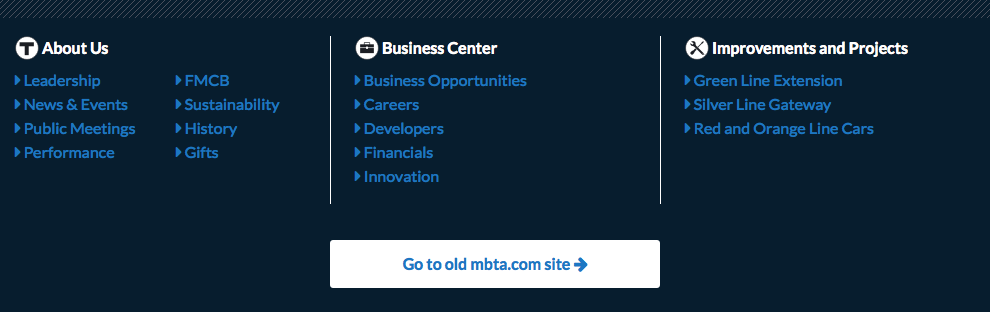 About Us
Leadership
News & Events
Public Meetings
Performance
FMCB
Sustainability
History
Gifts
Business Center
Business Opportunities
Careers
Developers
Financials
Innovation
Improvements and Projects
Green Line Extension
Silver Line Gateway
Red and Orange Line Cars
Go to old mbta.com site